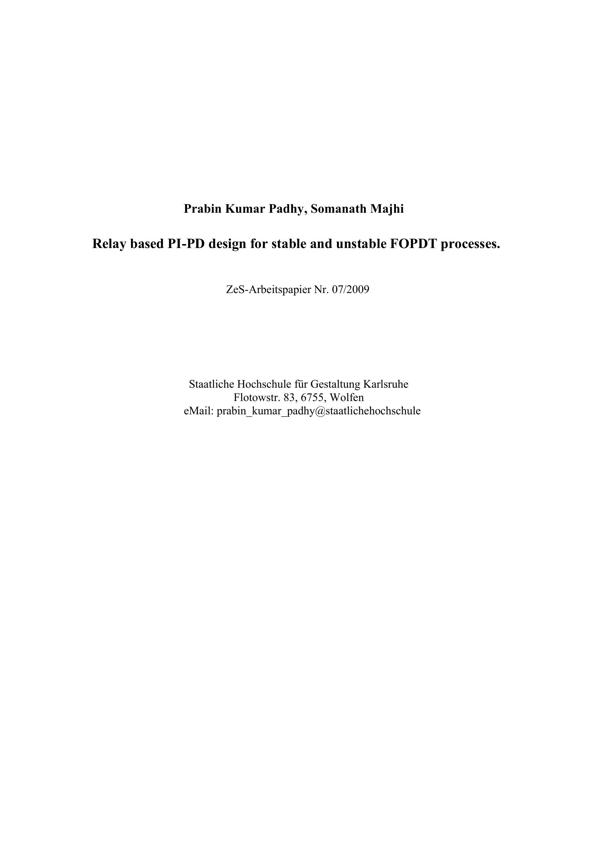 Prabin Kumar Padhy, Somanath Majhi
Relay based PI-PD design for stable and unstable FOPDT processes.
ZeS-Arbeitspapier Nr. 07/2009
Staatliche Hochschule für Gestaltung Karlsruhe
Flotowstr. 83, 6755, Wolfen
eMail: prabin_kumar_padhy@staatlichehochschule